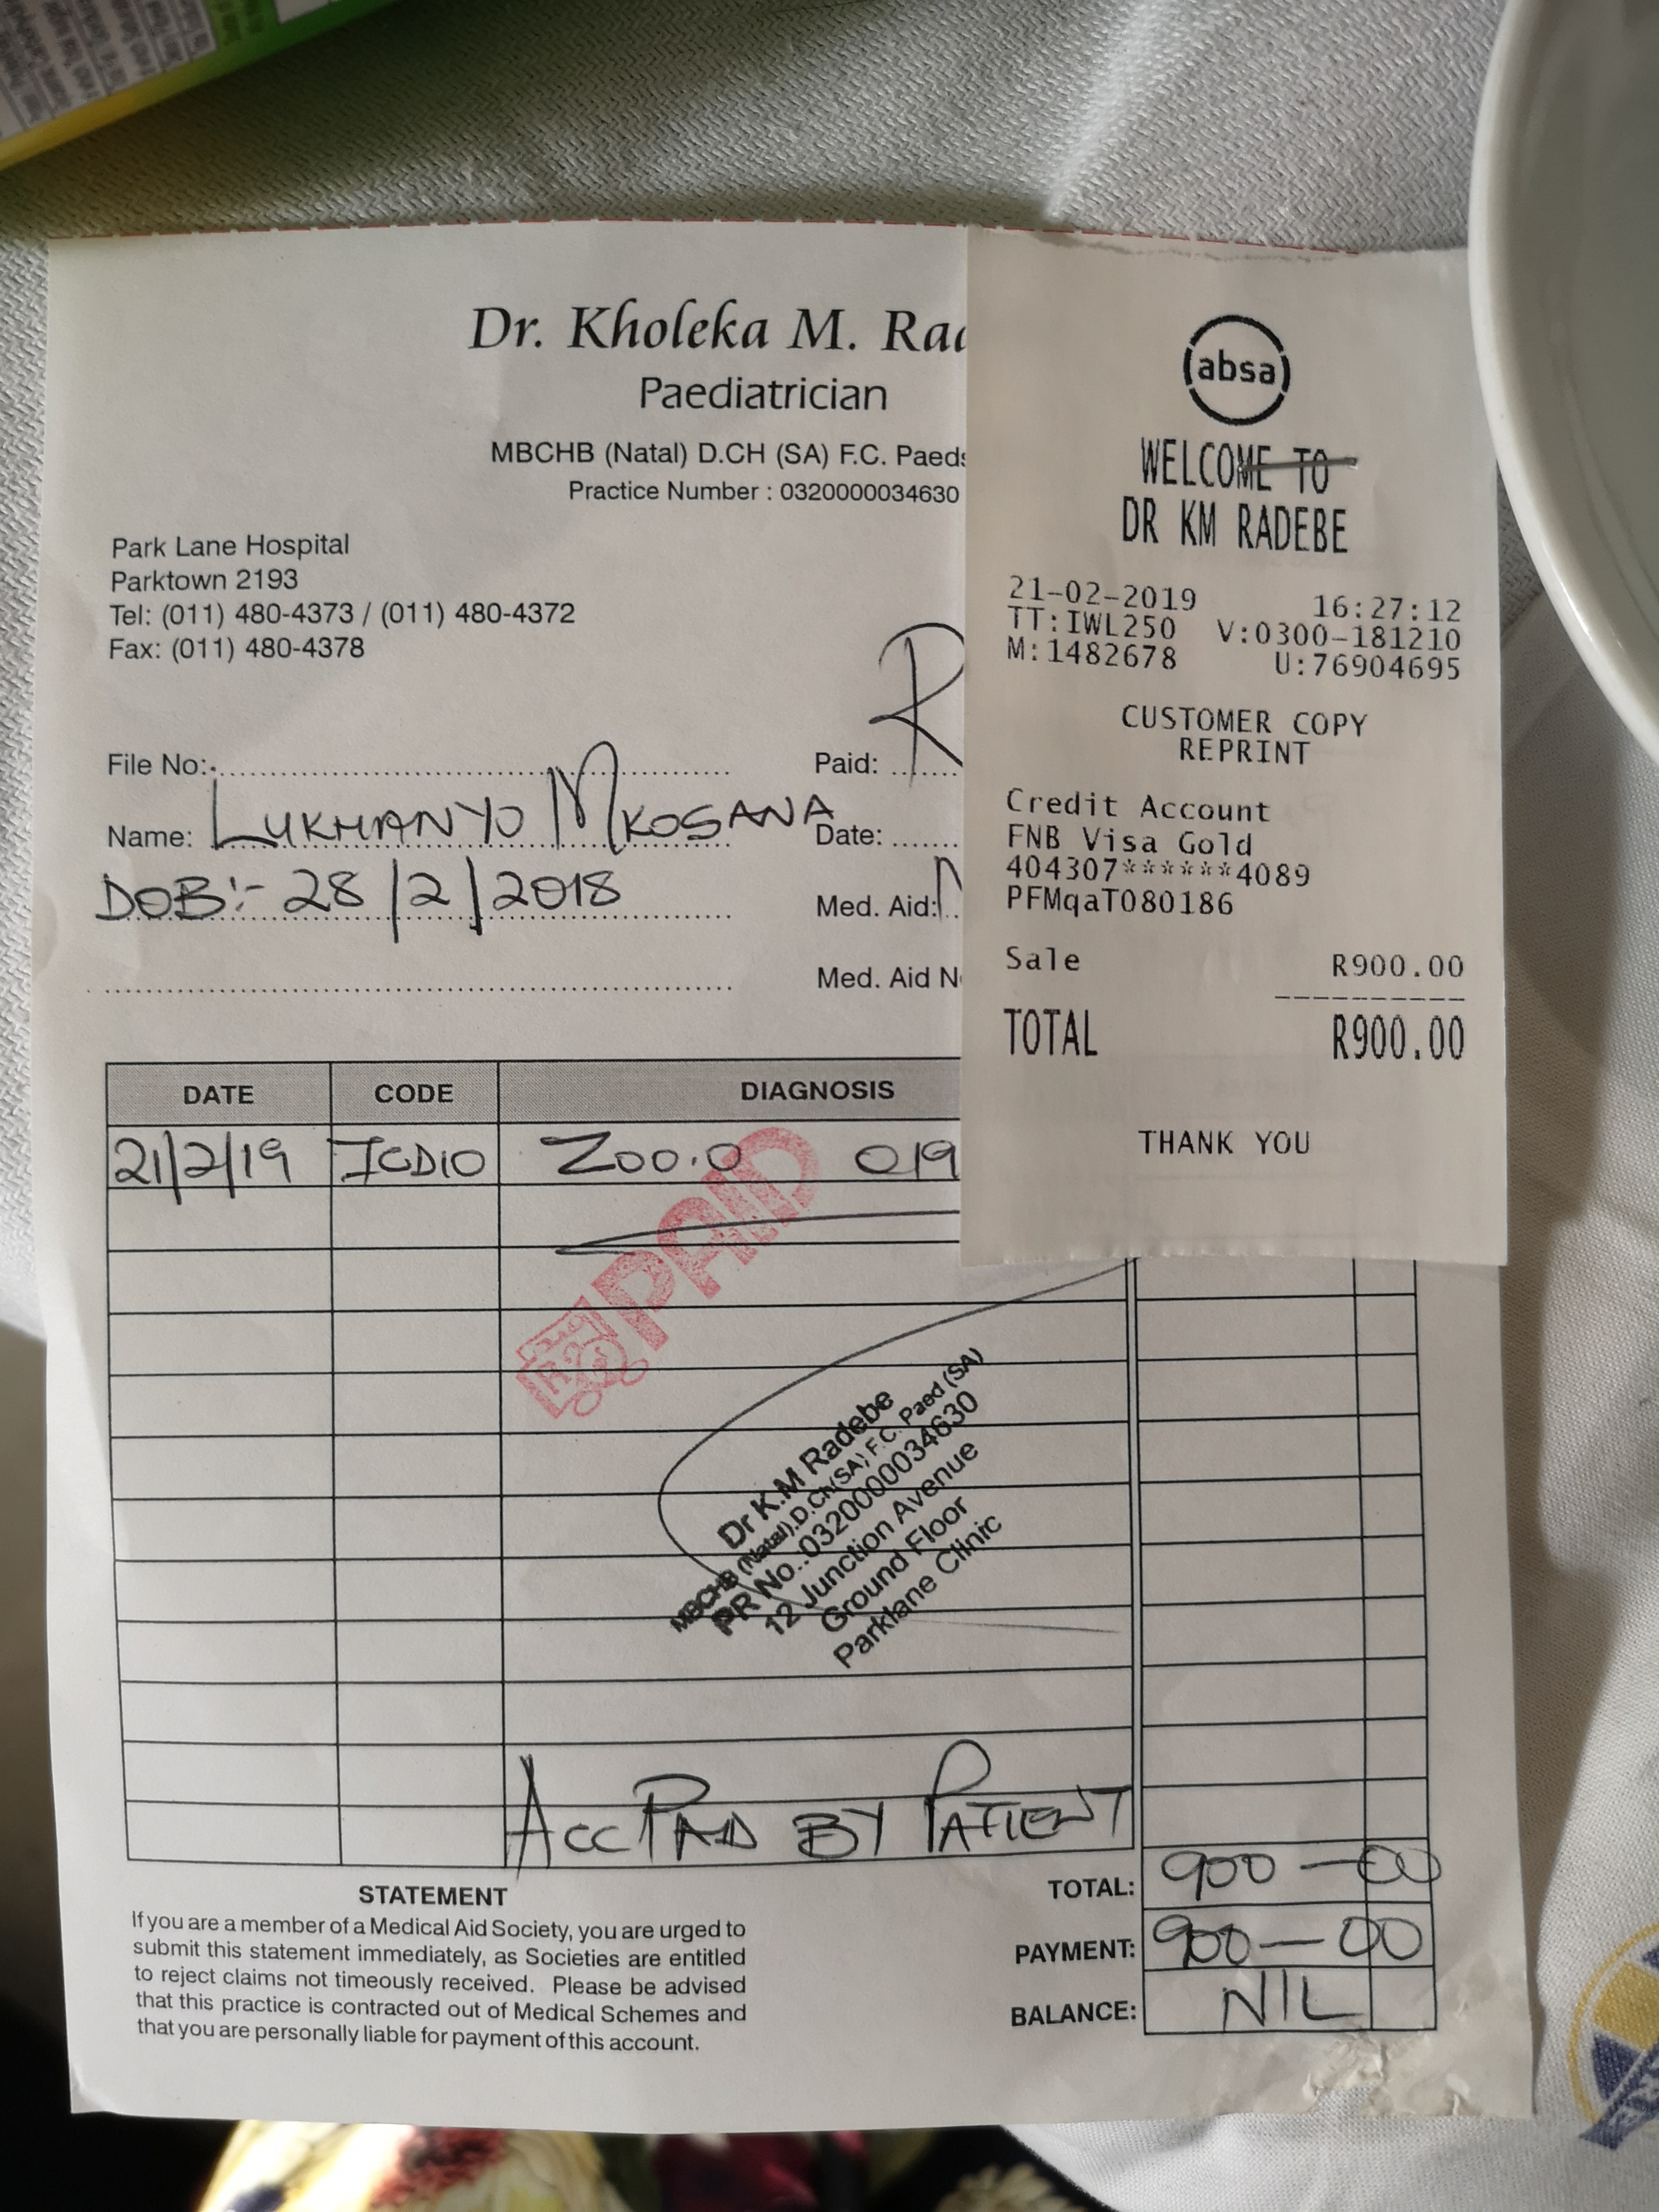 Dr. Kholeka M. Rad
Paediatrician
MBCHB (Natal) D.CH (SA) F.C. Paeds
Practice Number : 0320000034630
Park Lane Hospital
Parktown 2193
Tel: (011) 480-4373 / (011) 480-4372
Fax: (011) 480-4378
File No:
Paid: R
Name: LUKHANYO MKOSANA
Date:
DOB:- 28/2/2018
Med. Aid: N
Med. Aid N
absa
WELCOME TO
DR KM RADEBE
21-02-2019 16:27:12
TT:IWL250 V:0300-181210
M:1482678 U:76904695
CUSTOMER COPY
REPRINT
Credit Account
FNB Visa Gold
404307******4089
PFMqaT080186
Sale R900.00
TOTAL R900.00
THANK YOU
DATE CODE DIAGNOSIS
21/2/19 ICD10 Z00.0 019
PAID
Dr K.M Radebe
MBCHB (Natal).D.Ch(SA) F.C. Paed (SA)
PR No.:0320000034630
12 Junction Avenue
Ground Floor
Parklane Clinic
ACC PAID BY PATIENT
TOTAL: 900-00
PAYMENT: 900-00
BALANCE: NIL
STATEMENT
If you are a member of a Medical Aid Society, you are urged to
submit this statement immediately, as Societies are entitled
to reject claims not timeously received. Please be advised
that this practice is contracted out of Medical Schemes and
that you are personally liable for payment of this account.